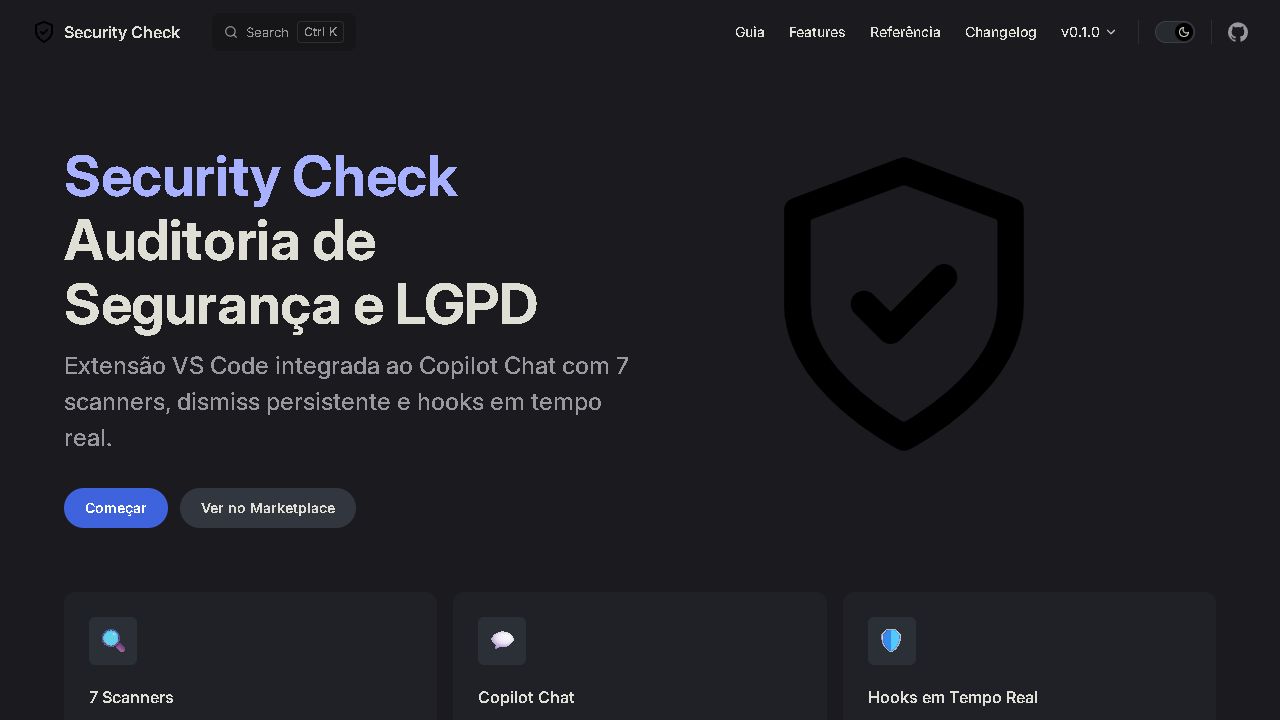 Security Check
Search
Ctrl K
Guia
Features
Referência
Changelog
v0.1.0
Security Check
Auditoria de
Segurança e LGPD
Extensão VS Code integrada ao Copilot Chat com 7
scanners, dismiss persistente e hooks em tempo
real.
Começar
Ver no Marketplace
7 Scanners
Copilot Chat
Hooks em Tempo Real